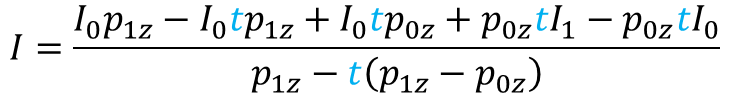 I = \frac{I_0 p_{1z} - I_0 t p_{1z} + I_0 t p_{0z} + p_{0z} t I_1 - p_{0z} t I_0}{p_{1z} - t(p_{1z} - p_{0z})}